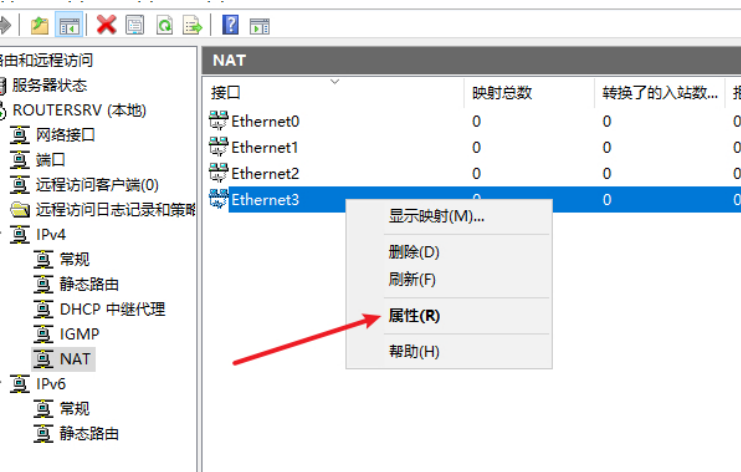 由和远程访问
服务器状态
ROUTERSRV (本地)
网络接口
端口
远程访问客户端(0)
远程访问日志记录和策略
IPv4
常规
静态路由
DHCP 中继代理
IGMP
NAT
IPv6
常规
静态路由
NAT
接口 映射总数 转换了的入站数...
Ethernet0 0 0 0
Ethernet1 0 0 0
Ethernet2 0 0 0
Ethernet3 0 0 0
显示映射(M)...
删除(D)
刷新(F)
属性(R)
帮助(H)